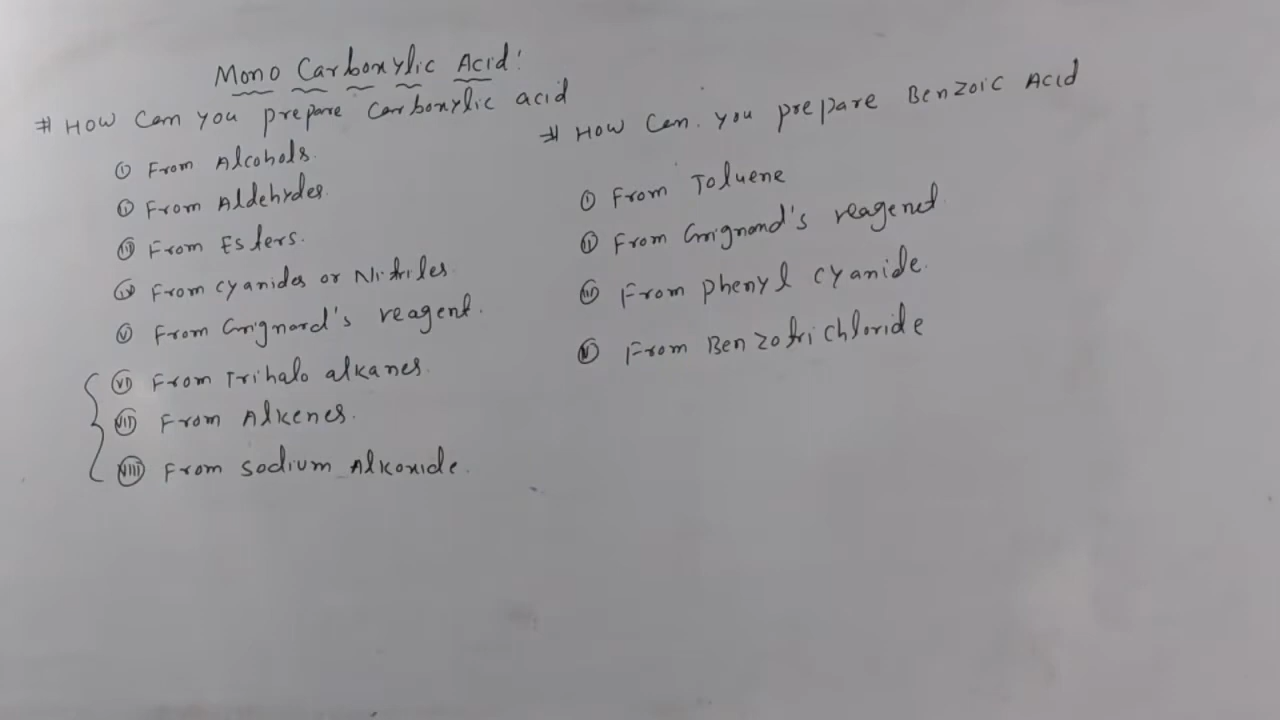 Mono Carboxylic Acid:
# How Can you prepare Carboxylic acid
(i) From Alcohols.
(ii) From Aldehydes.
(iii) From Esters.
(iv) From Cyanides or Nitriles.
(v) From Grignard's reagent.
(vi) From Trihalo alkanes.
(vii) From Alkenes.
(viii) From Sodium Alkoxide.
# How Can. you prepare Benzoic Acid
(i) From Toluene
(ii) From Grignard's reagent.
(iii) From phenyl cyanide.
(v) From Benzotrichloride